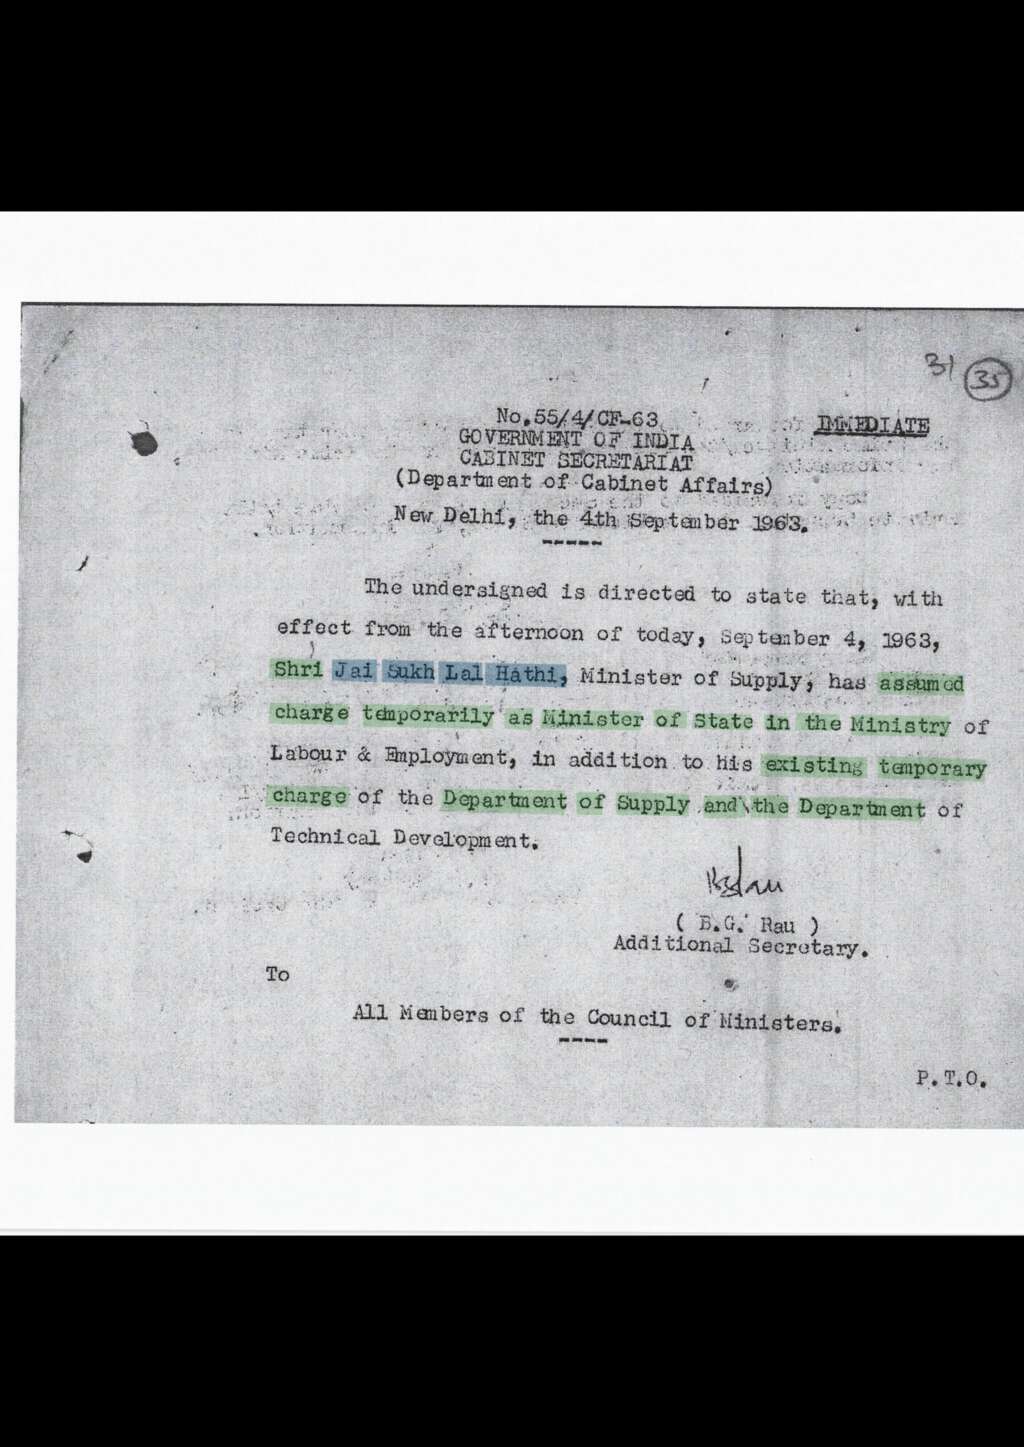 31 35
No.55/4/CF-63 IMMEDIATE
GOVERNMENT OF INDIA
CABINET SECRETARIAT
(Department of Cabinet Affairs)
New Delhi, the 4th September 1963.
The undersigned is directed to state that, with
effect from the afternoon of today, September 4, 1963,
Shri Jai Sukh Lal Hathi, Minister of Supply, has assumed
charge temporarily as Minister of State in the Ministry of
Labour & Employment, in addition to his existing temporary
charge of the Department of Supply and the Department of
Technical Development.
( B.G. Rau )
Additional Secretary.
To
All Members of the Council of Ministers.
P.T.O.